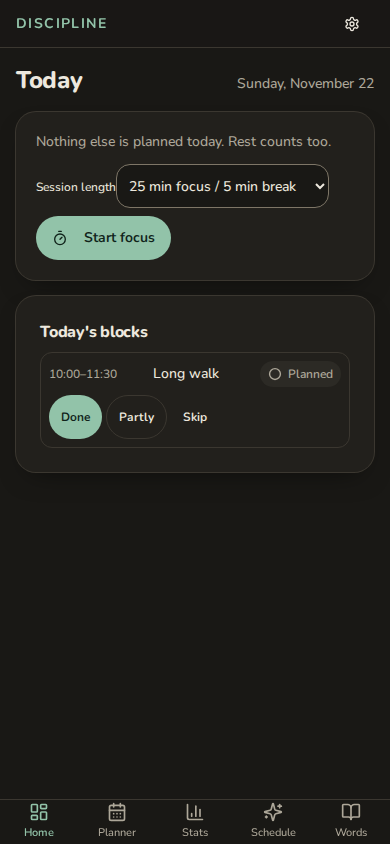 DISCIPLINE
Today
Sunday, November 22
Nothing else is planned today. Rest counts too.
Session length 25 min focus / 5 min break
Start focus
Today's blocks
10:00–11:30 Long walk Planned
Done Partly Skip
Home Planner Stats Schedule Words